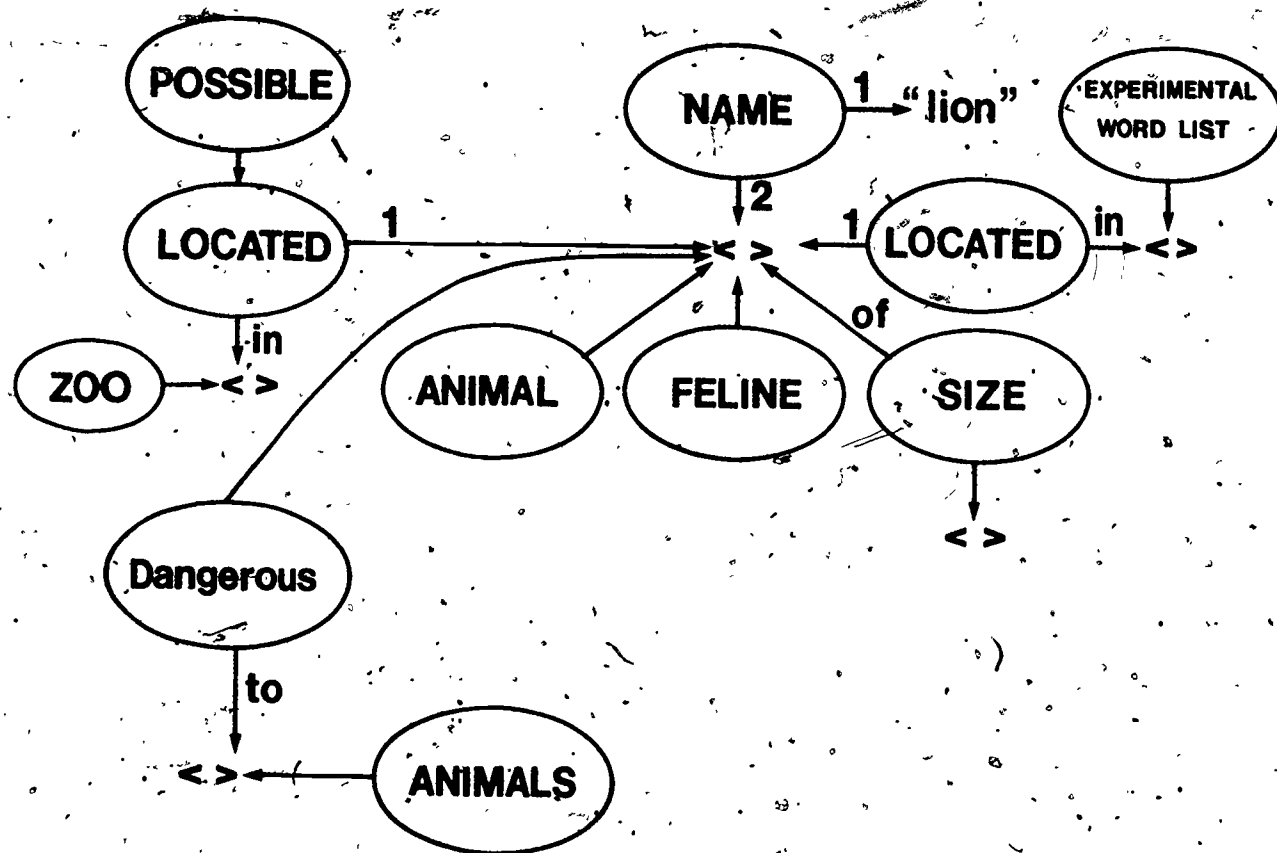 POSSIBLE
NAME
1
"lion"
EXPERIMENTAL
WORD LIST
2
LOCATED
1
< >
1
LOCATED
in
< >
in
of
ZOO
< >
ANIMAL
FELINE
SIZE
< >
Dangerous
to
< >
ANIMALS